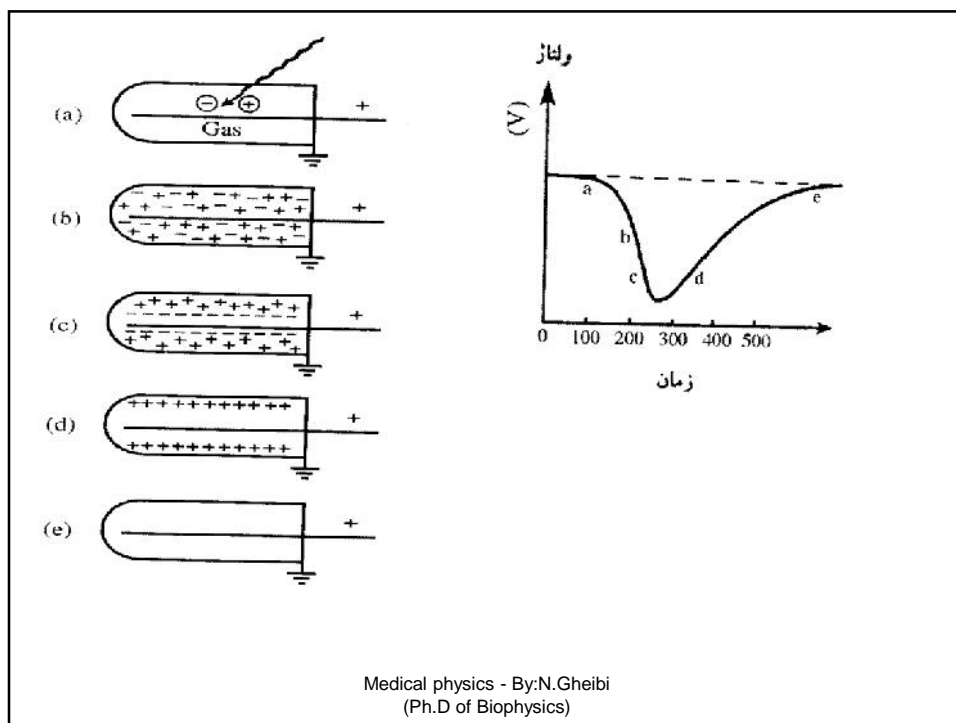 (a)
− +
Gas
+
(b)
+
(c)
+
(d)
+
(e)
+
ولتاژ
(V)
a
b
c
d
e
0 100 200 300 400 500
زمان
Medical physics - By:N.Gheibi
(Ph.D of Biophysics)